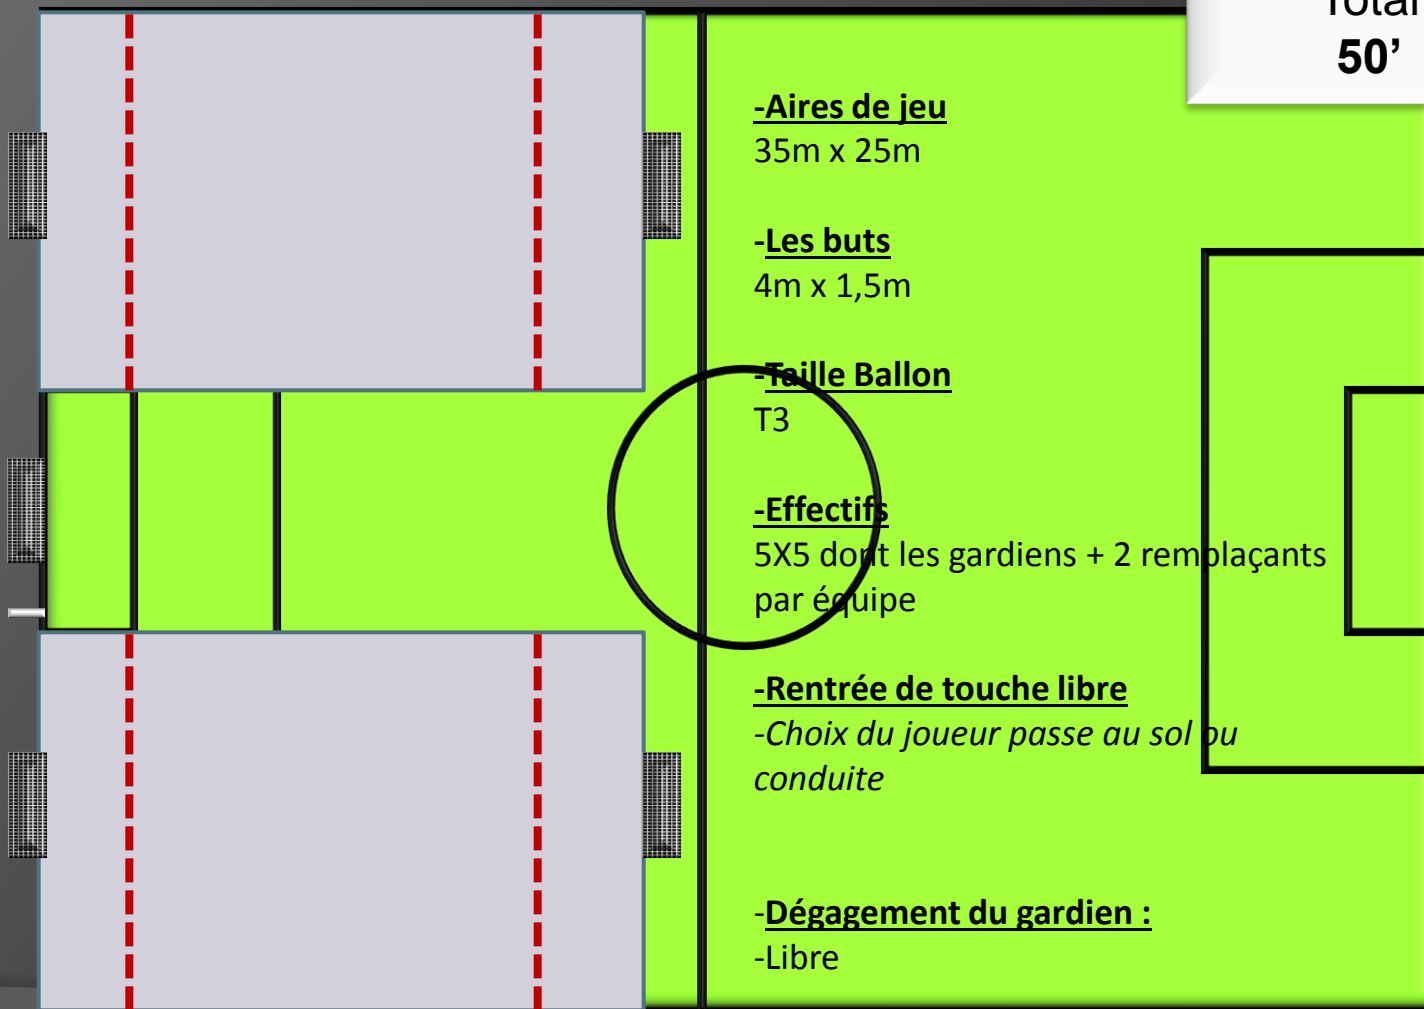 50’
-Aires de jeu
35m x 25m
-Les buts
4m x 1,5m
-Taille Ballon
T3
-Effectifs
5X5 dont les gardiens + 2 remplaçants
par équipe
-Rentrée de touche libre
-Choix du joueur passe au sol ou
conduite
-Dégagement du gardien :
-Libre